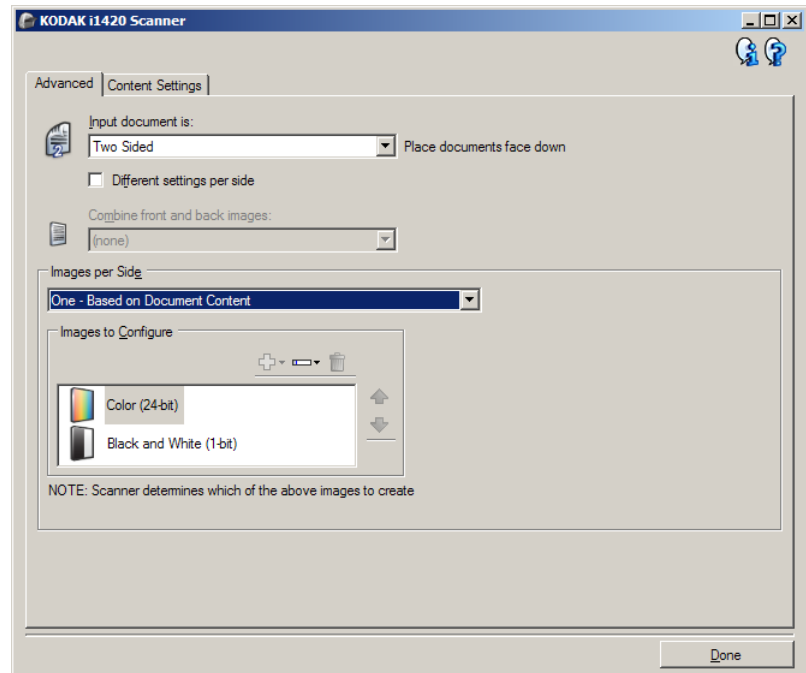 KODAK i1420 Scanner
Advanced
Content Settings
Input document is:
2
Two Sided
Place documents face down
Different settings per side
Combine front and back images:
(none)
Images per Side
One - Based on Document Content
Images to Configure
Color (24-bit)
Black and White (1-bit)
NOTE: Scanner determines which of the above images to create
Done